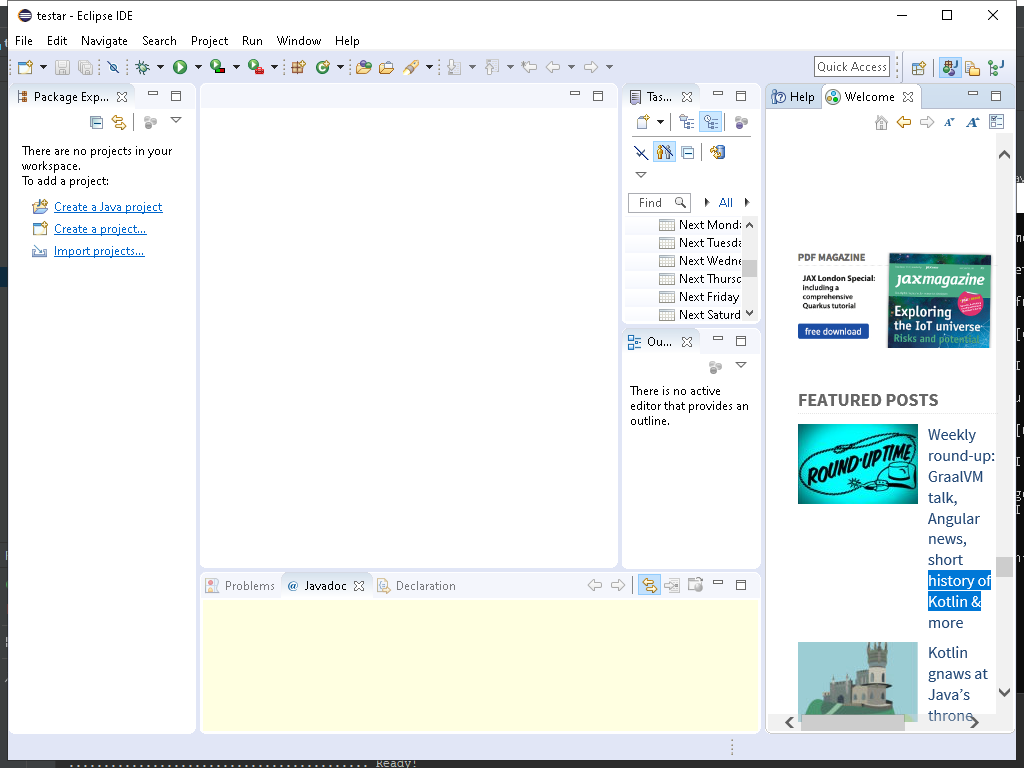 testar - Eclipse IDE
File Edit Navigate Search Project Run Window Help
Quick Access
Package Exp...
There are no projects in your
workspace.
To add a project:
Create a Java project
Create a project...
Import projects...
Tas...
Find
All
Next Monda
Next Tuesda
Next Wedne
Next Thursd
Next Friday
Next Saturd
Ou...
There is no active
editor that provides an
outline.
Problems @ Javadoc Declaration
Help Welcome
PDF MAGAZINE
JAX London Special:
including a
comprehensive
Quarkus tutorial
free download
jaxmagazine
Exploring
the IoT universe
Risks and potential
FEATURED POSTS
ROUND-UP TIME
Weekly
round-up:
GraalVM
talk,
Angular
news,
short
history of
Kotlin &
more
Kotlin
gnaws at
Java's
throne
Ready!